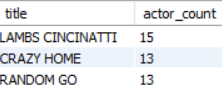 title actor_count
LAMBS CINCINATTI 15
CRAZY HOME 13
RANDOM GO 13